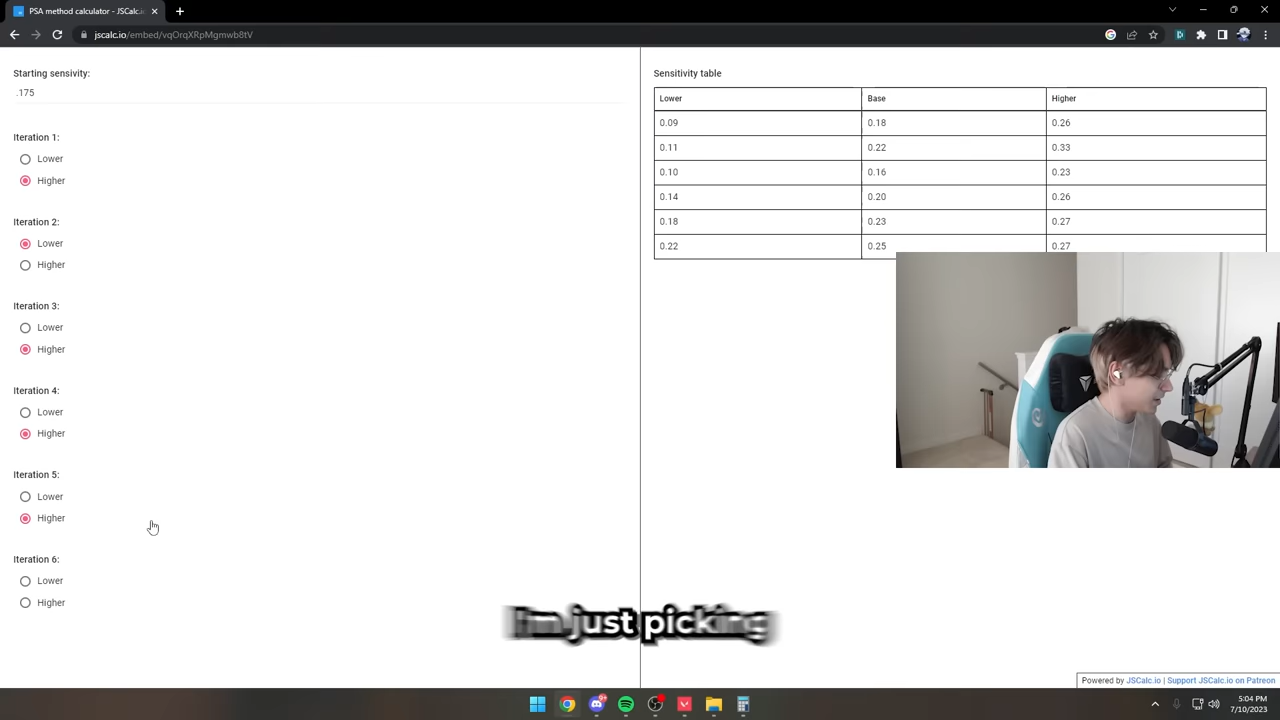 PSA method calculator - JSCalc.i
jscalc.io/embed/vqOrqXRpMgmwb8tV
Starting sensivity:
.175
Iteration 1:
Lower
Higher
Iteration 2:
Lower
Higher
Iteration 3:
Lower
Higher
Iteration 4:
Lower
Higher
Iteration 5:
Lower
Higher
Iteration 6:
Lower
Higher
Sensitivity table
Lower Base Higher
0.09 0.18 0.26
0.11 0.22 0.33
0.10 0.16 0.23
0.14 0.20 0.26
0.18 0.23 0.27
0.22 0.25 0.27
I'm just picking
Powered by JSCalc.io | Support JSCalc.io on Patreon
5:04 PM
7/10/2023